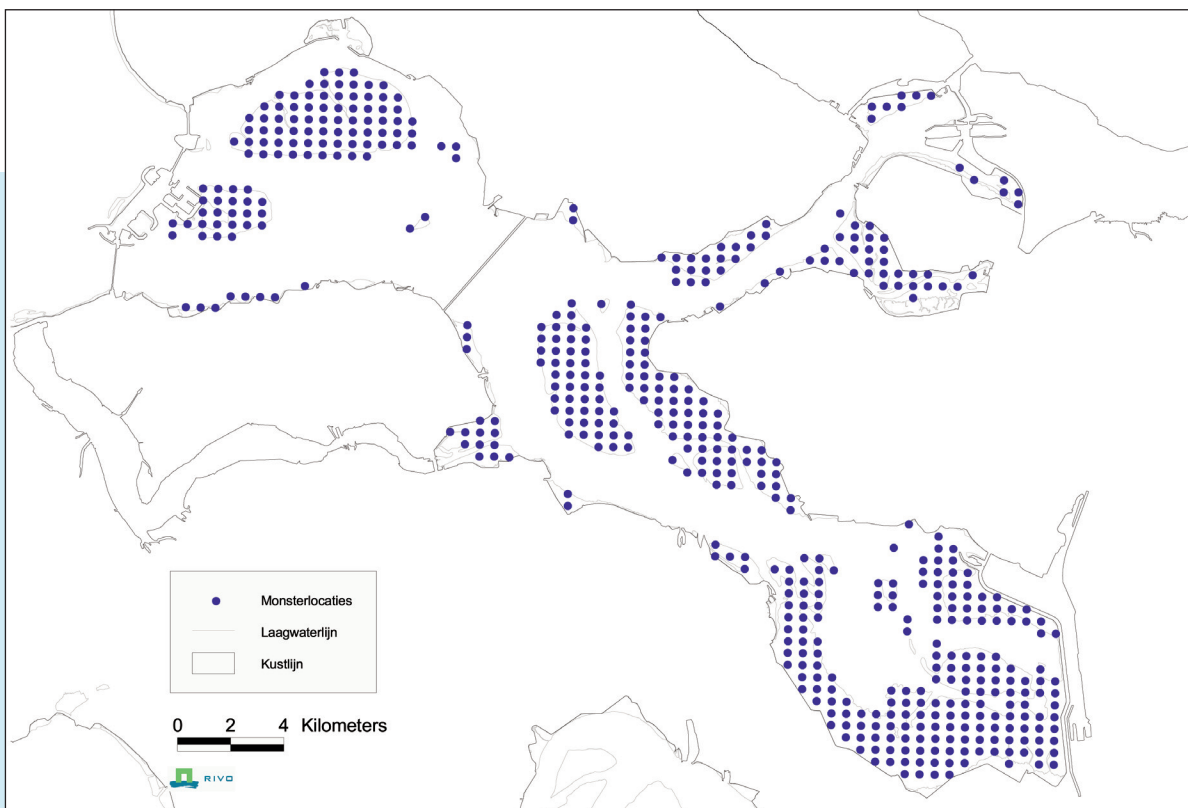 Monsterlocaties
Laagwaterlijn
Kustlijn
0 2 4 Kilometers
RIVO